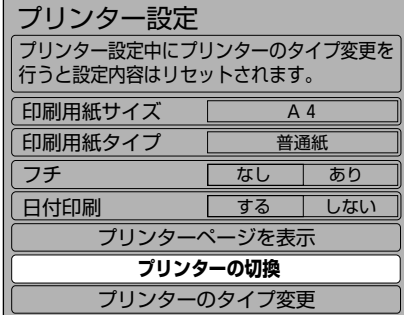 プリンター設定
プリンター設定中にプリンターのタイプ変更を
行うと設定内容はリセットされます。
印刷用紙サイズ A 4
印刷用紙タイプ 普通紙
フチ なし あり
日付印刷 する しない
プリンターページを表示
プリンターの切換
プリンターのタイプ変更